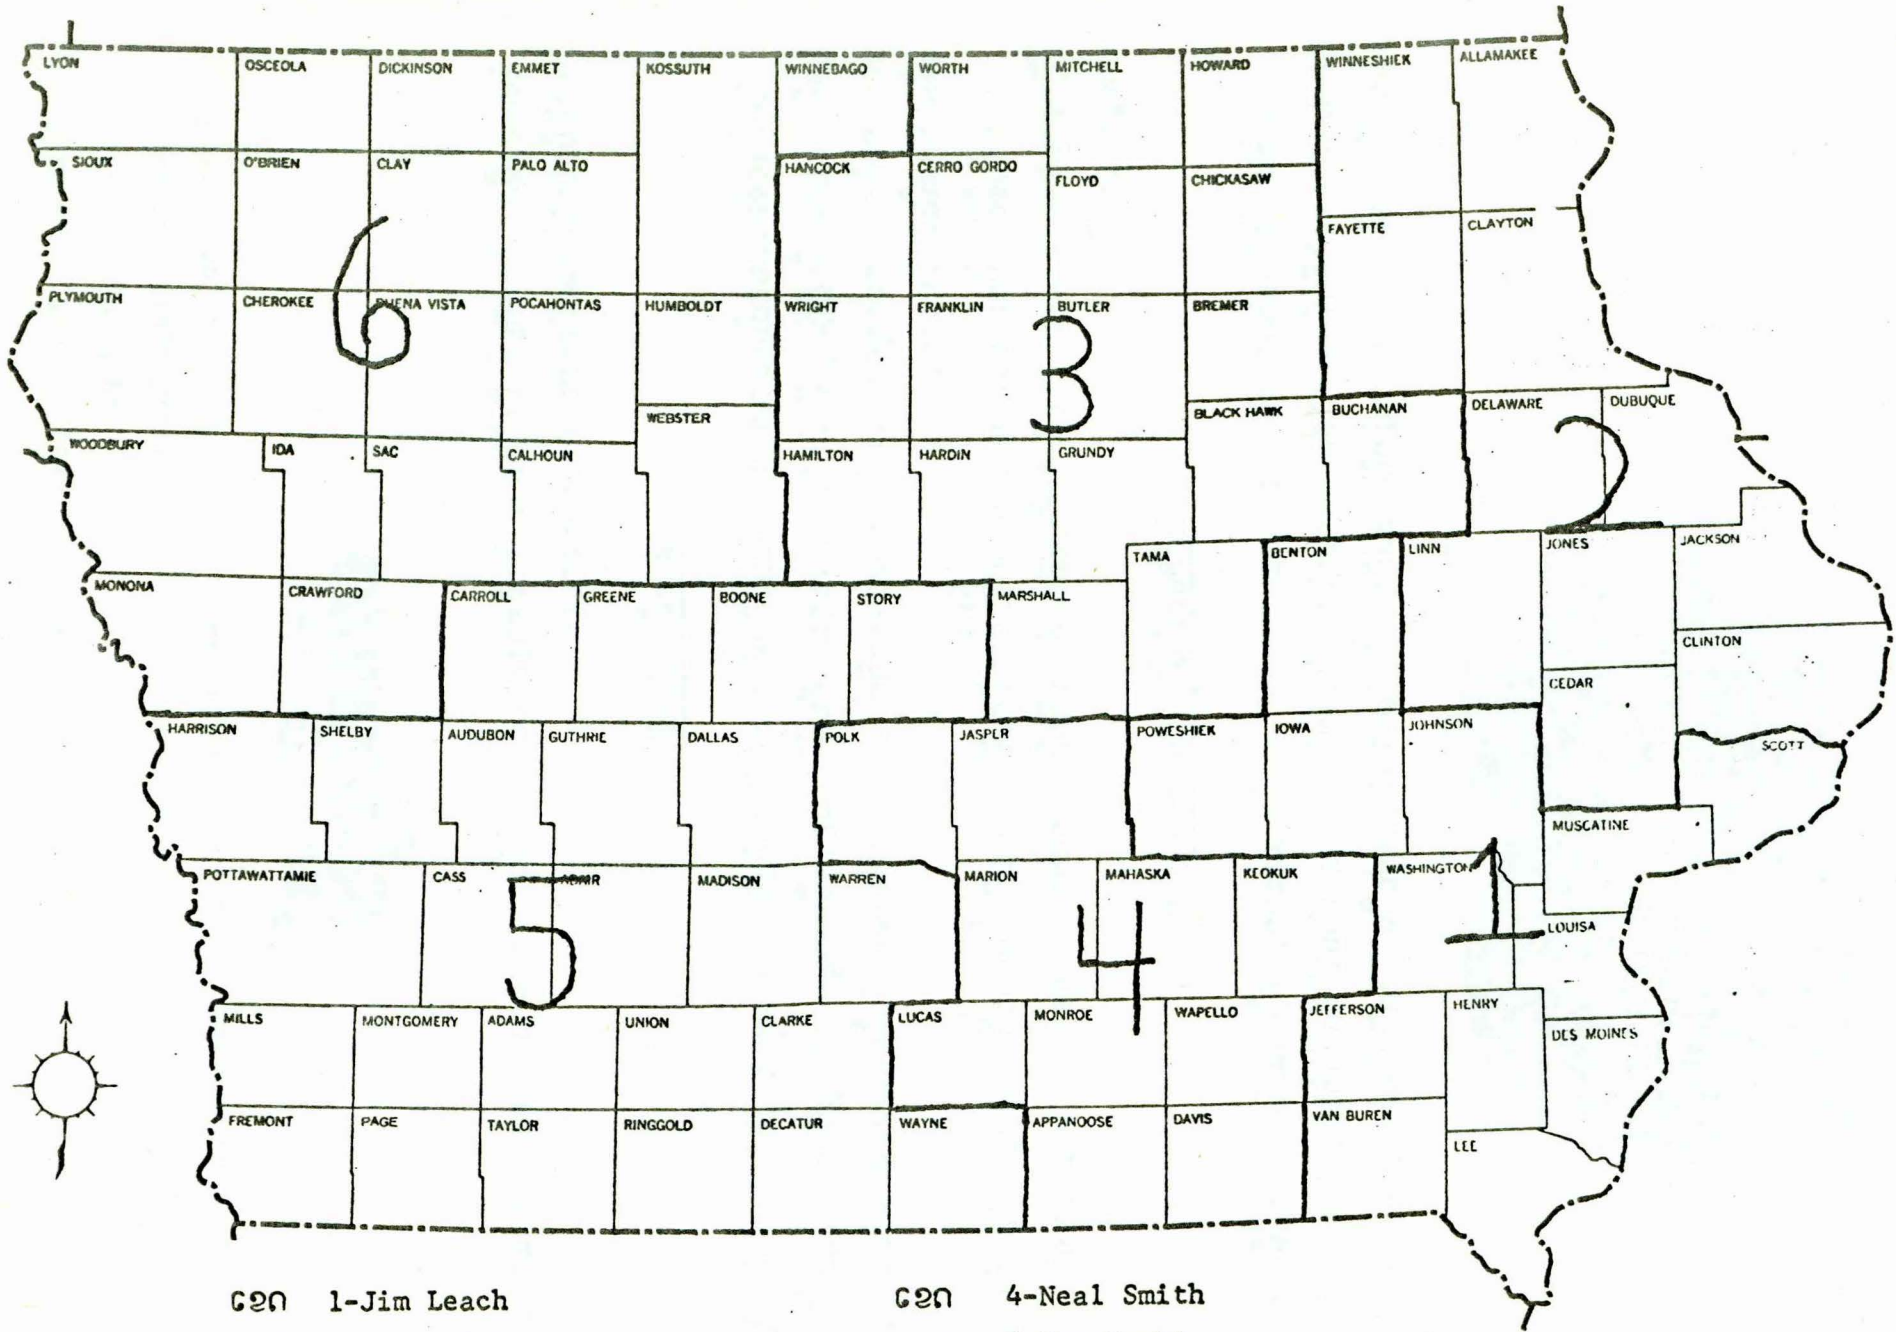 LYON OSCEOLA DICKINSON EMMET KOSSUTH WINNEBAGO WORTH MITCHELL HOWARD WINNESHIEK ALLAMAKEE
SIOUX O'BRIEN CLAY PALO ALTO HANCOCK CERRO GORDO FLOYD CHICKASAW
FAYETTE CLAYTON
6
PLYMOUTH CHEROKEE BUENA VISTA POCAHONTAS HUMBOLDT WRIGHT FRANKLIN BUTLER BREMER
3
WEBSTER BLACK HAWK BUCHANAN DELAWARE DUBUQUE
2
WOODBURY IDA SAC CALHOUN HAMILTON HARDIN GRUNDY
TAMA BENTON LINN JONES JACKSON
MONONA CRAWFORD CARROLL GREENE BOONE STORY MARSHALL
CLINTON
CEDAR
HARRISON SHELBY AUDUBON GUTHRIE DALLAS POLK JASPER POWESHIEK IOWA JOHNSON SCOTT
MUSCATINE
POTTAWATTAMIE CASS ADAIR MADISON WARREN MARION MAHASKA KEOKUK WASHINGTON
5 4 1
LOUISA
MILLS MONTGOMERY ADAMS UNION CLARKE LUCAS MONROE WAPELLO JEFFERSON HENRY
DES MOINES
FREMONT PAGE TAYLOR RINGGOLD DECATUR WAYNE APPANOOSE DAVIS VAN BUREN
LEE
1-Jim Leach 4-Neal Smith